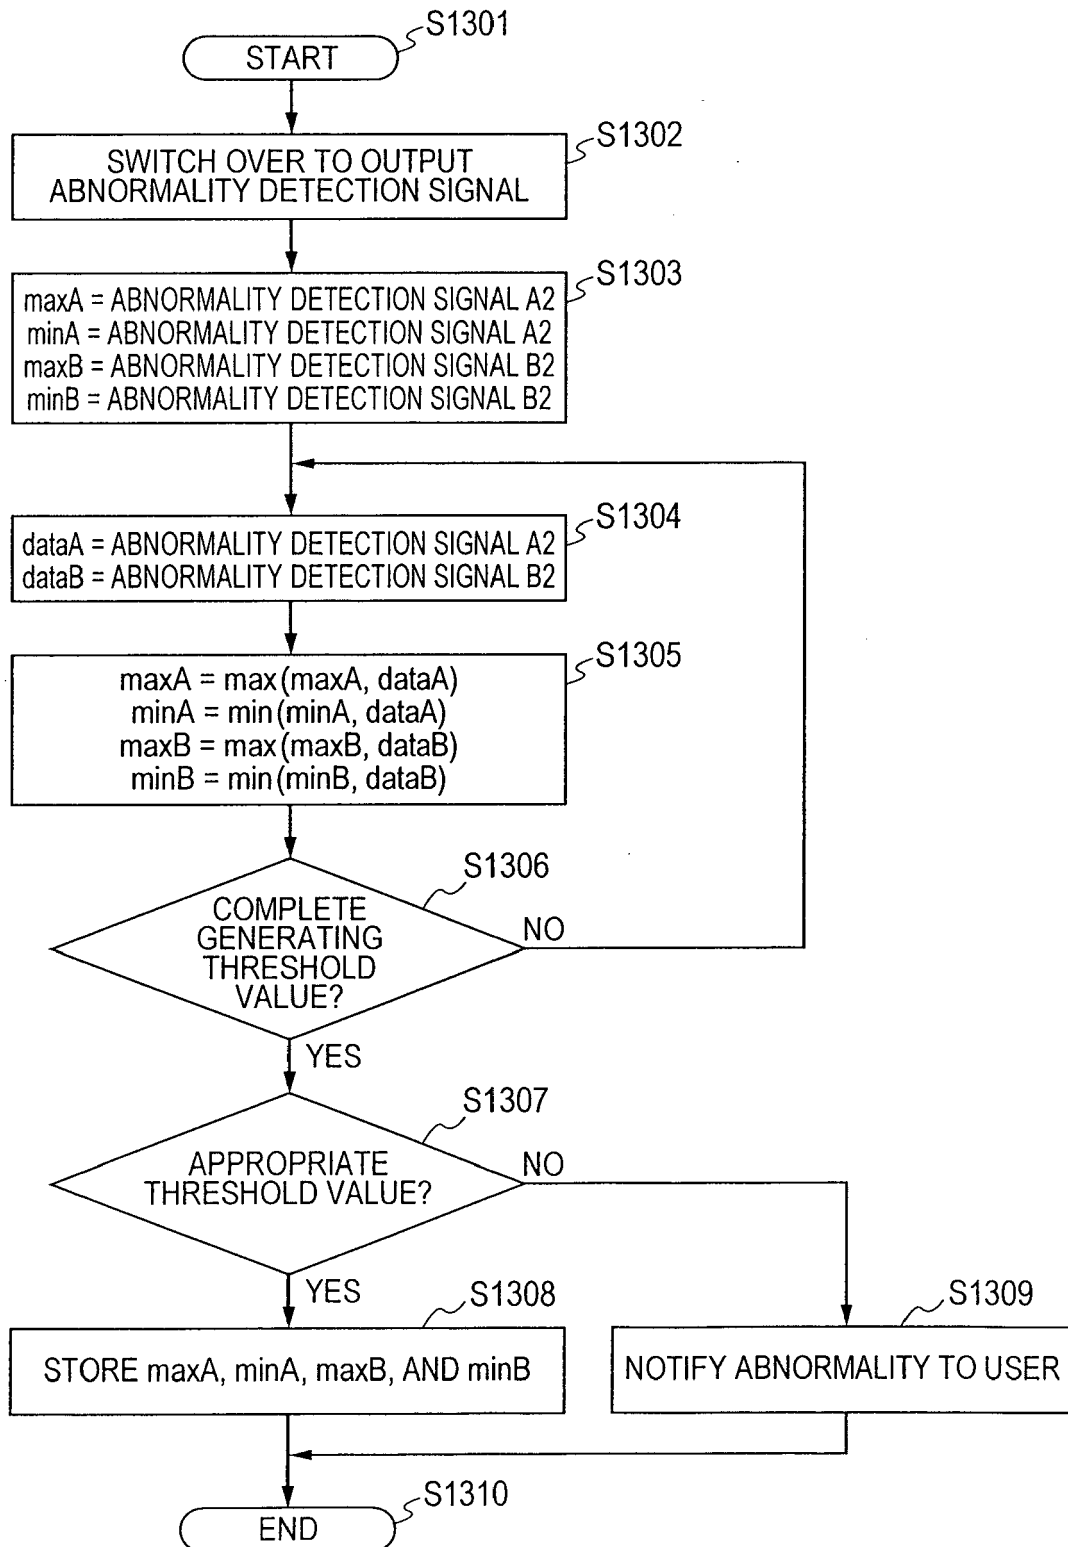 START
S1301
SWITCH OVER TO OUTPUT
ABNORMALITY DETECTION SIGNAL
S1302
maxA = ABNORMALITY DETECTION SIGNAL A2
minA = ABNORMALITY DETECTION SIGNAL A2
maxB = ABNORMALITY DETECTION SIGNAL B2
minB = ABNORMALITY DETECTION SIGNAL B2
S1303
dataA = ABNORMALITY DETECTION SIGNAL A2
dataB = ABNORMALITY DETECTION SIGNAL B2
S1304
maxA = max (maxA, dataA)
minA = min (minA, dataA)
maxB = max (maxB, dataB)
minB = min (minB, dataB)
S1305
COMPLETE
GENERATING
THRESHOLD
VALUE?
S1306
NO
YES
APPROPRIATE
THRESHOLD VALUE?
S1307
NO
YES
STORE maxA, minA, maxB, AND minB
S1308
NOTIFY ABNORMALITY TO USER
S1309
END
S1310